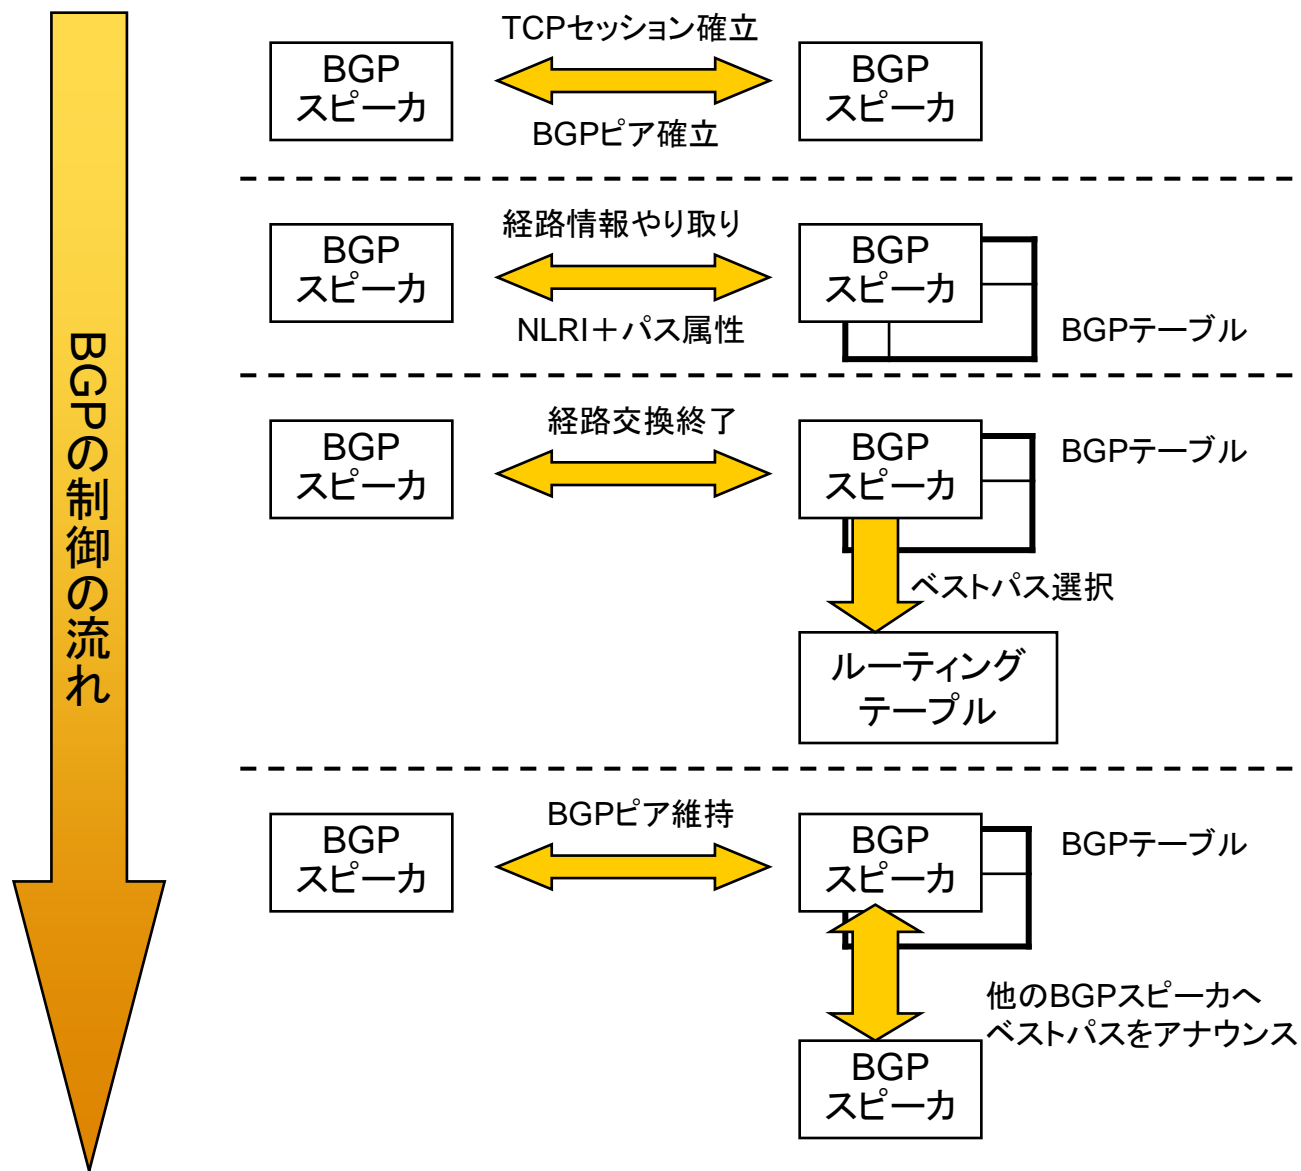 BGPの制御の流れ
TCPセッション確立
BGP
スピーカ
BGP
スピーカ
BGPピア確立
経路情報やり取り
BGP
スピーカ
BGP
スピーカ
NLRI＋パス属性
BGPテーブル
経路交換終了
BGP
スピーカ
BGP
スピーカ
BGPテーブル
ベストパス選択
ルーティング
テーブル
BGPピア維持
BGP
スピーカ
BGP
スピーカ
BGPテーブル
他のBGPスピーカへ
ベストパスをアナウンス
BGP
スピーカ